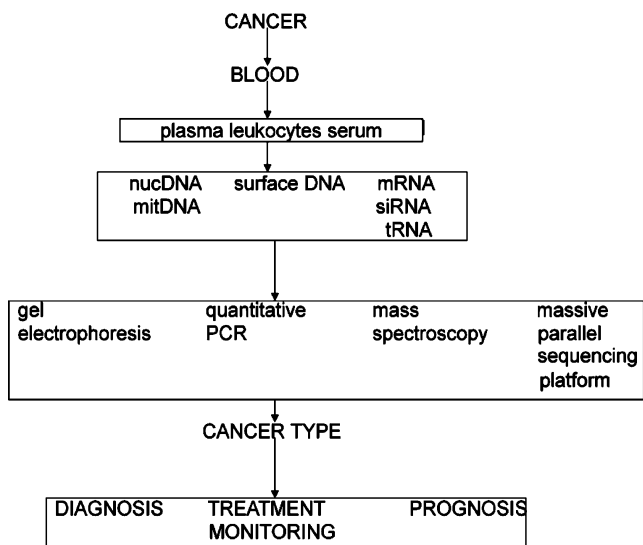 CANCER
BLOOD
plasma leukocytes serum
nucDNA surface DNA mRNA
mitDNA siRNA
tRNA
gel quantitative mass massive
electrophoresis PCR spectroscopy parallel
sequencing
platform
CANCER TYPE
DIAGNOSIS TREATMENT PROGNOSIS
MONITORING